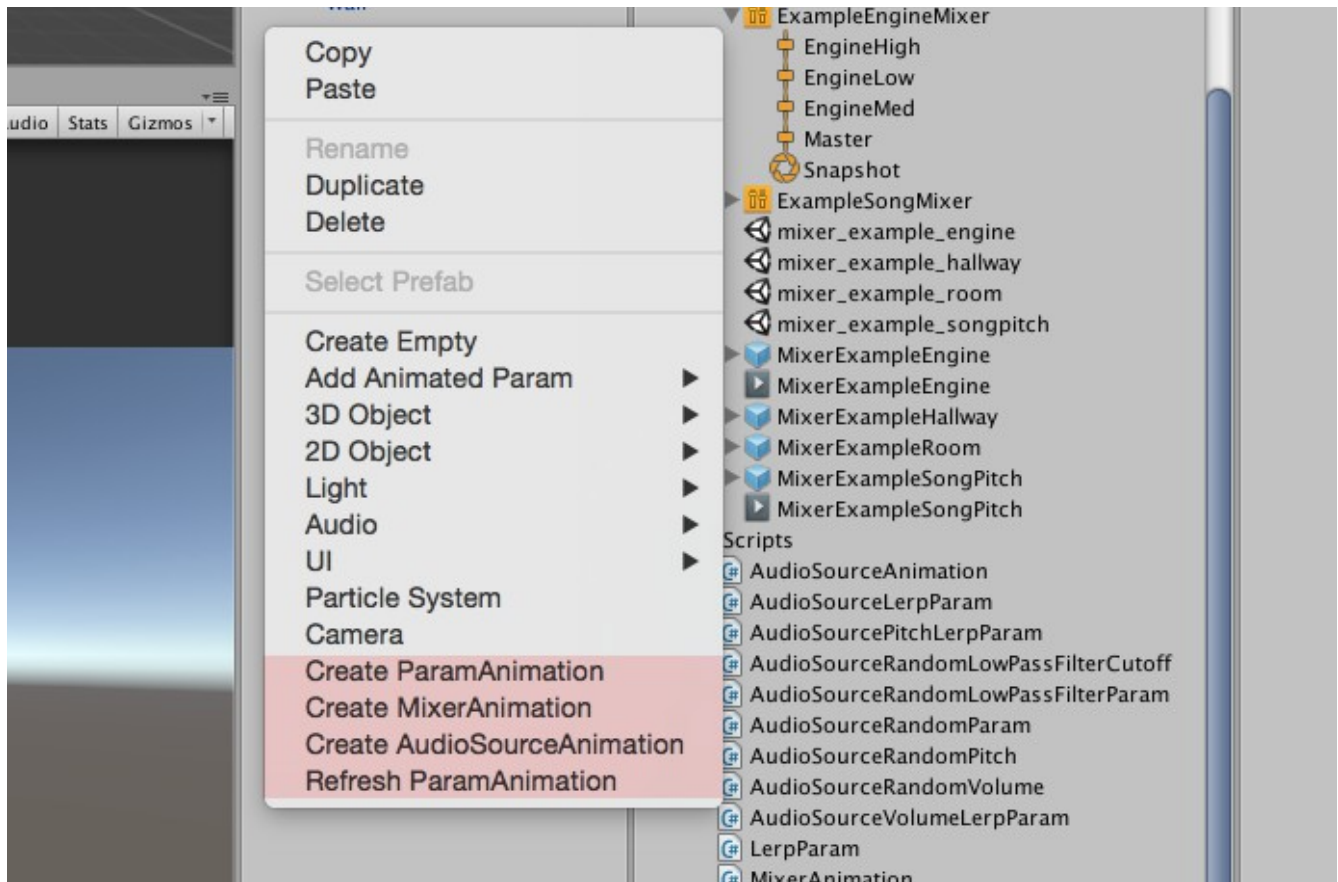 Audio Stats Gizmos
Copy
Paste
Rename
Duplicate
Delete
Select Prefab
Create Empty
Add Animated Param
3D Object
2D Object
Light
Audio
UI
Particle System
Camera
Create ParamAnimation
Create MixerAnimation
Create AudioSourceAnimation
Refresh ParamAnimation
ExampleEngineMixer
EngineHigh
EngineLow
EngineMed
Master
Snapshot
ExampleSongMixer
mixer_example_engine
mixer_example_hallway
mixer_example_room
mixer_example_songpitch
MixerExampleEngine
MixerExampleEngine
MixerExampleHallway
MixerExampleRoom
MixerExampleSongPitch
MixerExampleSongPitch
Scripts
AudioSourceAnimation
AudioSourceLerpParam
AudioSourcePitchLerpParam
AudioSourceRandomLowPassFilterCutoff
AudioSourceRandomLowPassFilterParam
AudioSourceRandomParam
AudioSourceRandomPitch
AudioSourceRandomVolume
AudioSourceVolumeLerpParam
LerpParam
MixerAnimation